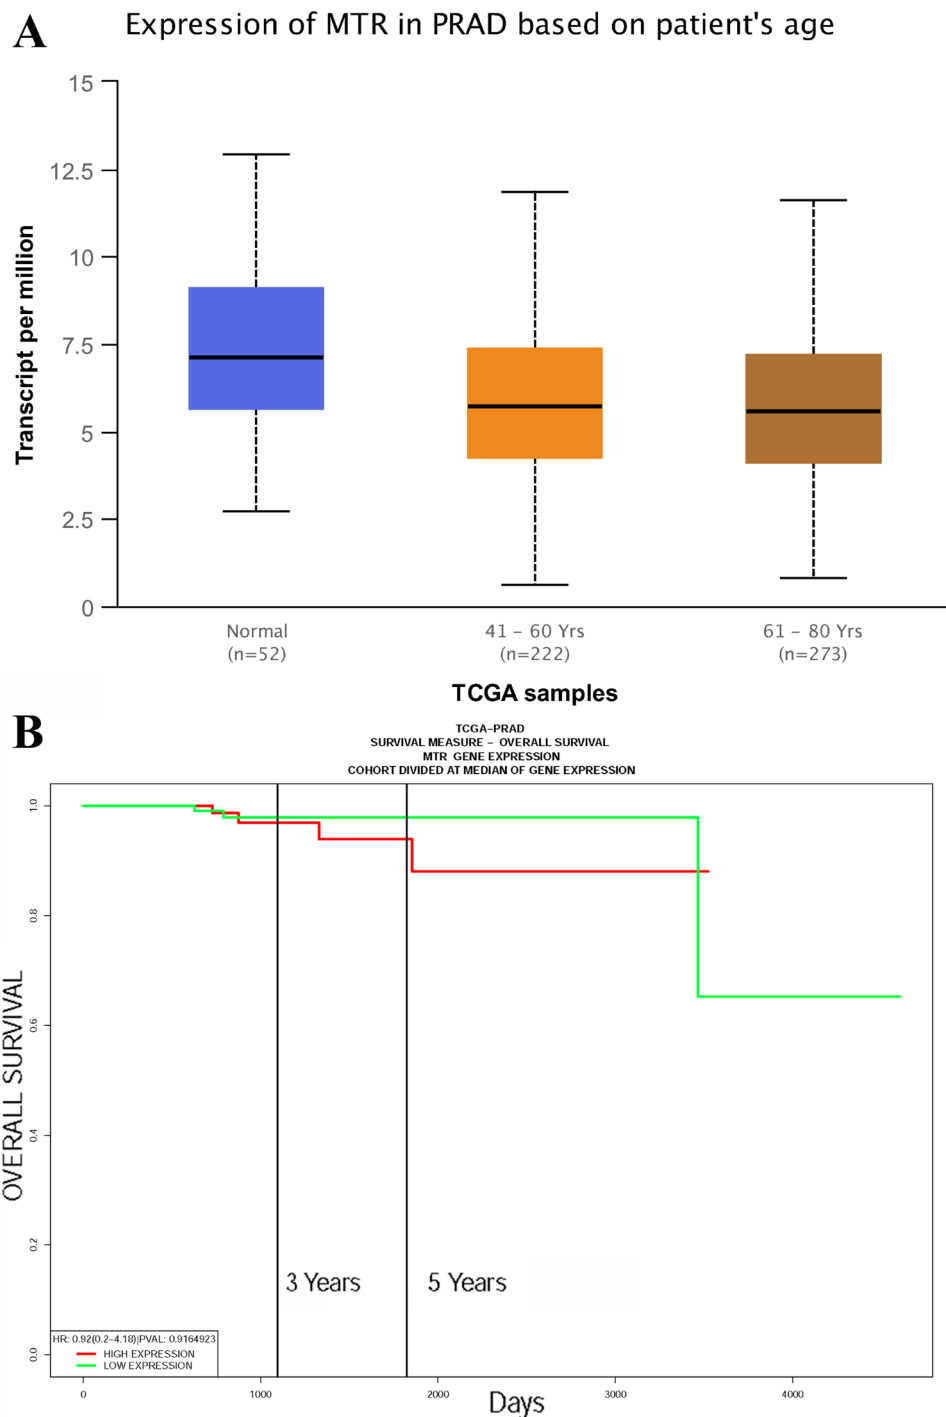 A
Expression of MTR in PRAD based on patient's age
Transcript per million
15
12.5
10
7.5
5
2.5
0
Normal
(n=52)
41 – 60 Yrs
(n=222)
61 – 80 Yrs
(n=273)
TCGA samples
B
TCGA–PRAD
SURVIVAL MEASURE – OVERALL SURVIVAL
MTR GENE EXPRESSION
COHORT DIVIDED AT MEDIAN OF GENE EXPRESSION
OVERALL SURVIVAL
1.0
0.8
0.6
0.4
0.2
0.0
3 Years
5 Years
HR: 0.92(0.2–4.18)|PVAL: 0.9164923
HIGH EXPRESSION
LOW EXPRESSION
0
1000
2000
3000
4000
Days